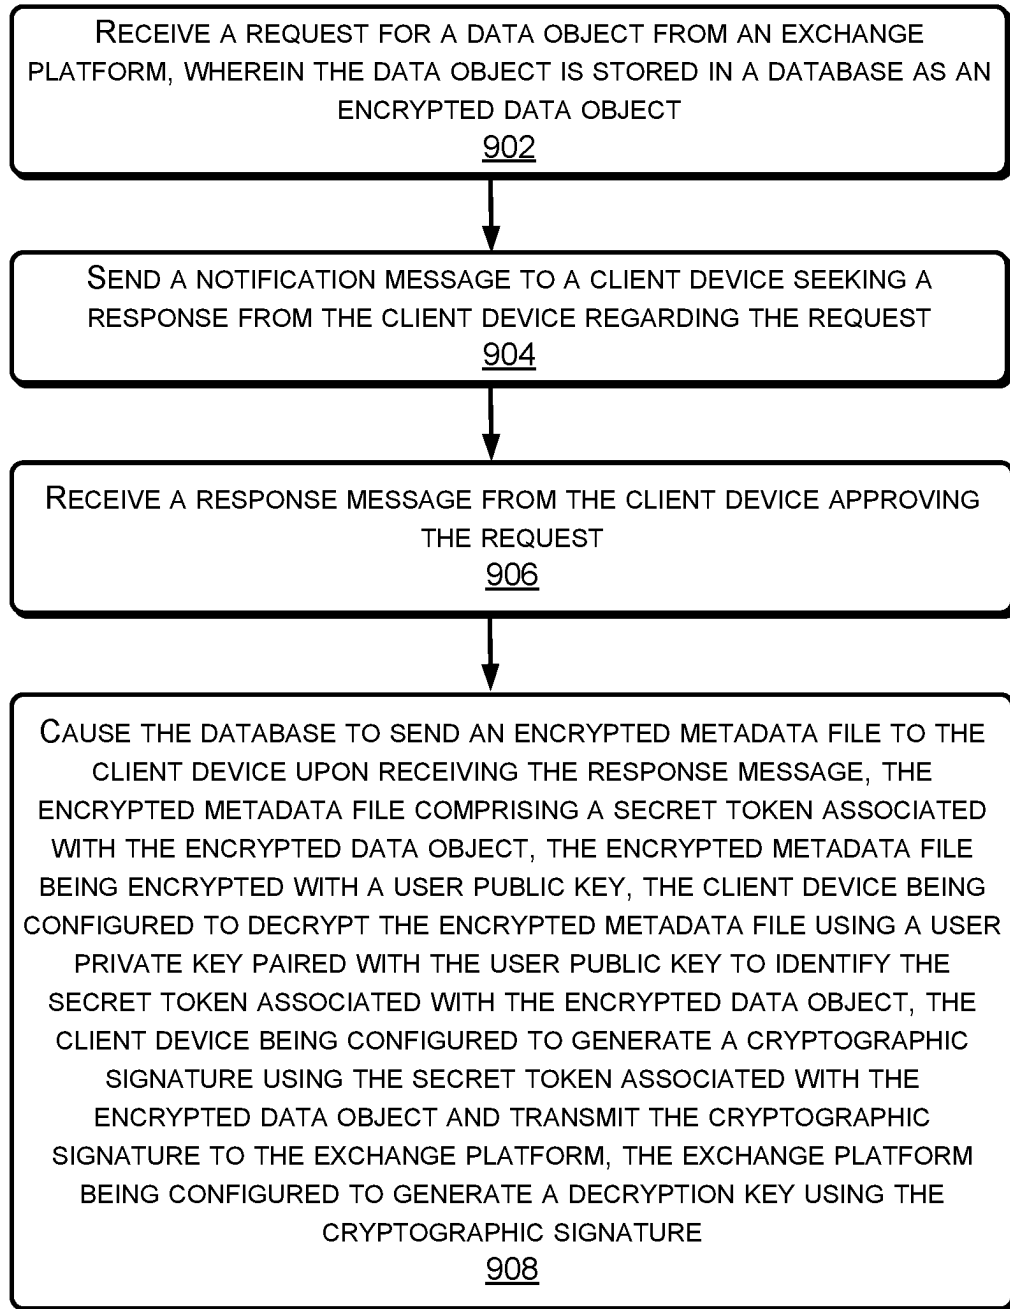 RECEIVE A REQUEST FOR A DATA OBJECT FROM AN EXCHANGE
PLATFORM, WHEREIN THE DATA OBJECT IS STORED IN A DATABASE AS AN
ENCRYPTED DATA OBJECT
902
SEND A NOTIFICATION MESSAGE TO A CLIENT DEVICE SEEKING A
RESPONSE FROM THE CLIENT DEVICE REGARDING THE REQUEST
904
RECEIVE A RESPONSE MESSAGE FROM THE CLIENT DEVICE APPROVING
THE REQUEST
906
CAUSE THE DATABASE TO SEND AN ENCRYPTED METADATA FILE TO THE
CLIENT DEVICE UPON RECEIVING THE RESPONSE MESSAGE, THE
ENCRYPTED METADATA FILE COMPRISING A SECRET TOKEN ASSOCIATED
WITH THE ENCRYPTED DATA OBJECT, THE ENCRYPTED METADATA FILE
BEING ENCRYPTED WITH A USER PUBLIC KEY, THE CLIENT DEVICE BEING
CONFIGURED TO DECRYPT THE ENCRYPTED METADATA FILE USING A USER
PRIVATE KEY PAIRED WITH THE USER PUBLIC KEY TO IDENTIFY THE
SECRET TOKEN ASSOCIATED WITH THE ENCRYPTED DATA OBJECT, THE
CLIENT DEVICE BEING CONFIGURED TO GENERATE A CRYPTOGRAPHIC
SIGNATURE USING THE SECRET TOKEN ASSOCIATED WITH THE
ENCRYPTED DATA OBJECT AND TRANSMIT THE CRYPTOGRAPHIC
SIGNATURE TO THE EXCHANGE PLATFORM, THE EXCHANGE PLATFORM
BEING CONFIGURED TO GENERATE A DECRYPTION KEY USING THE
CRYPTOGRAPHIC SIGNATURE
908